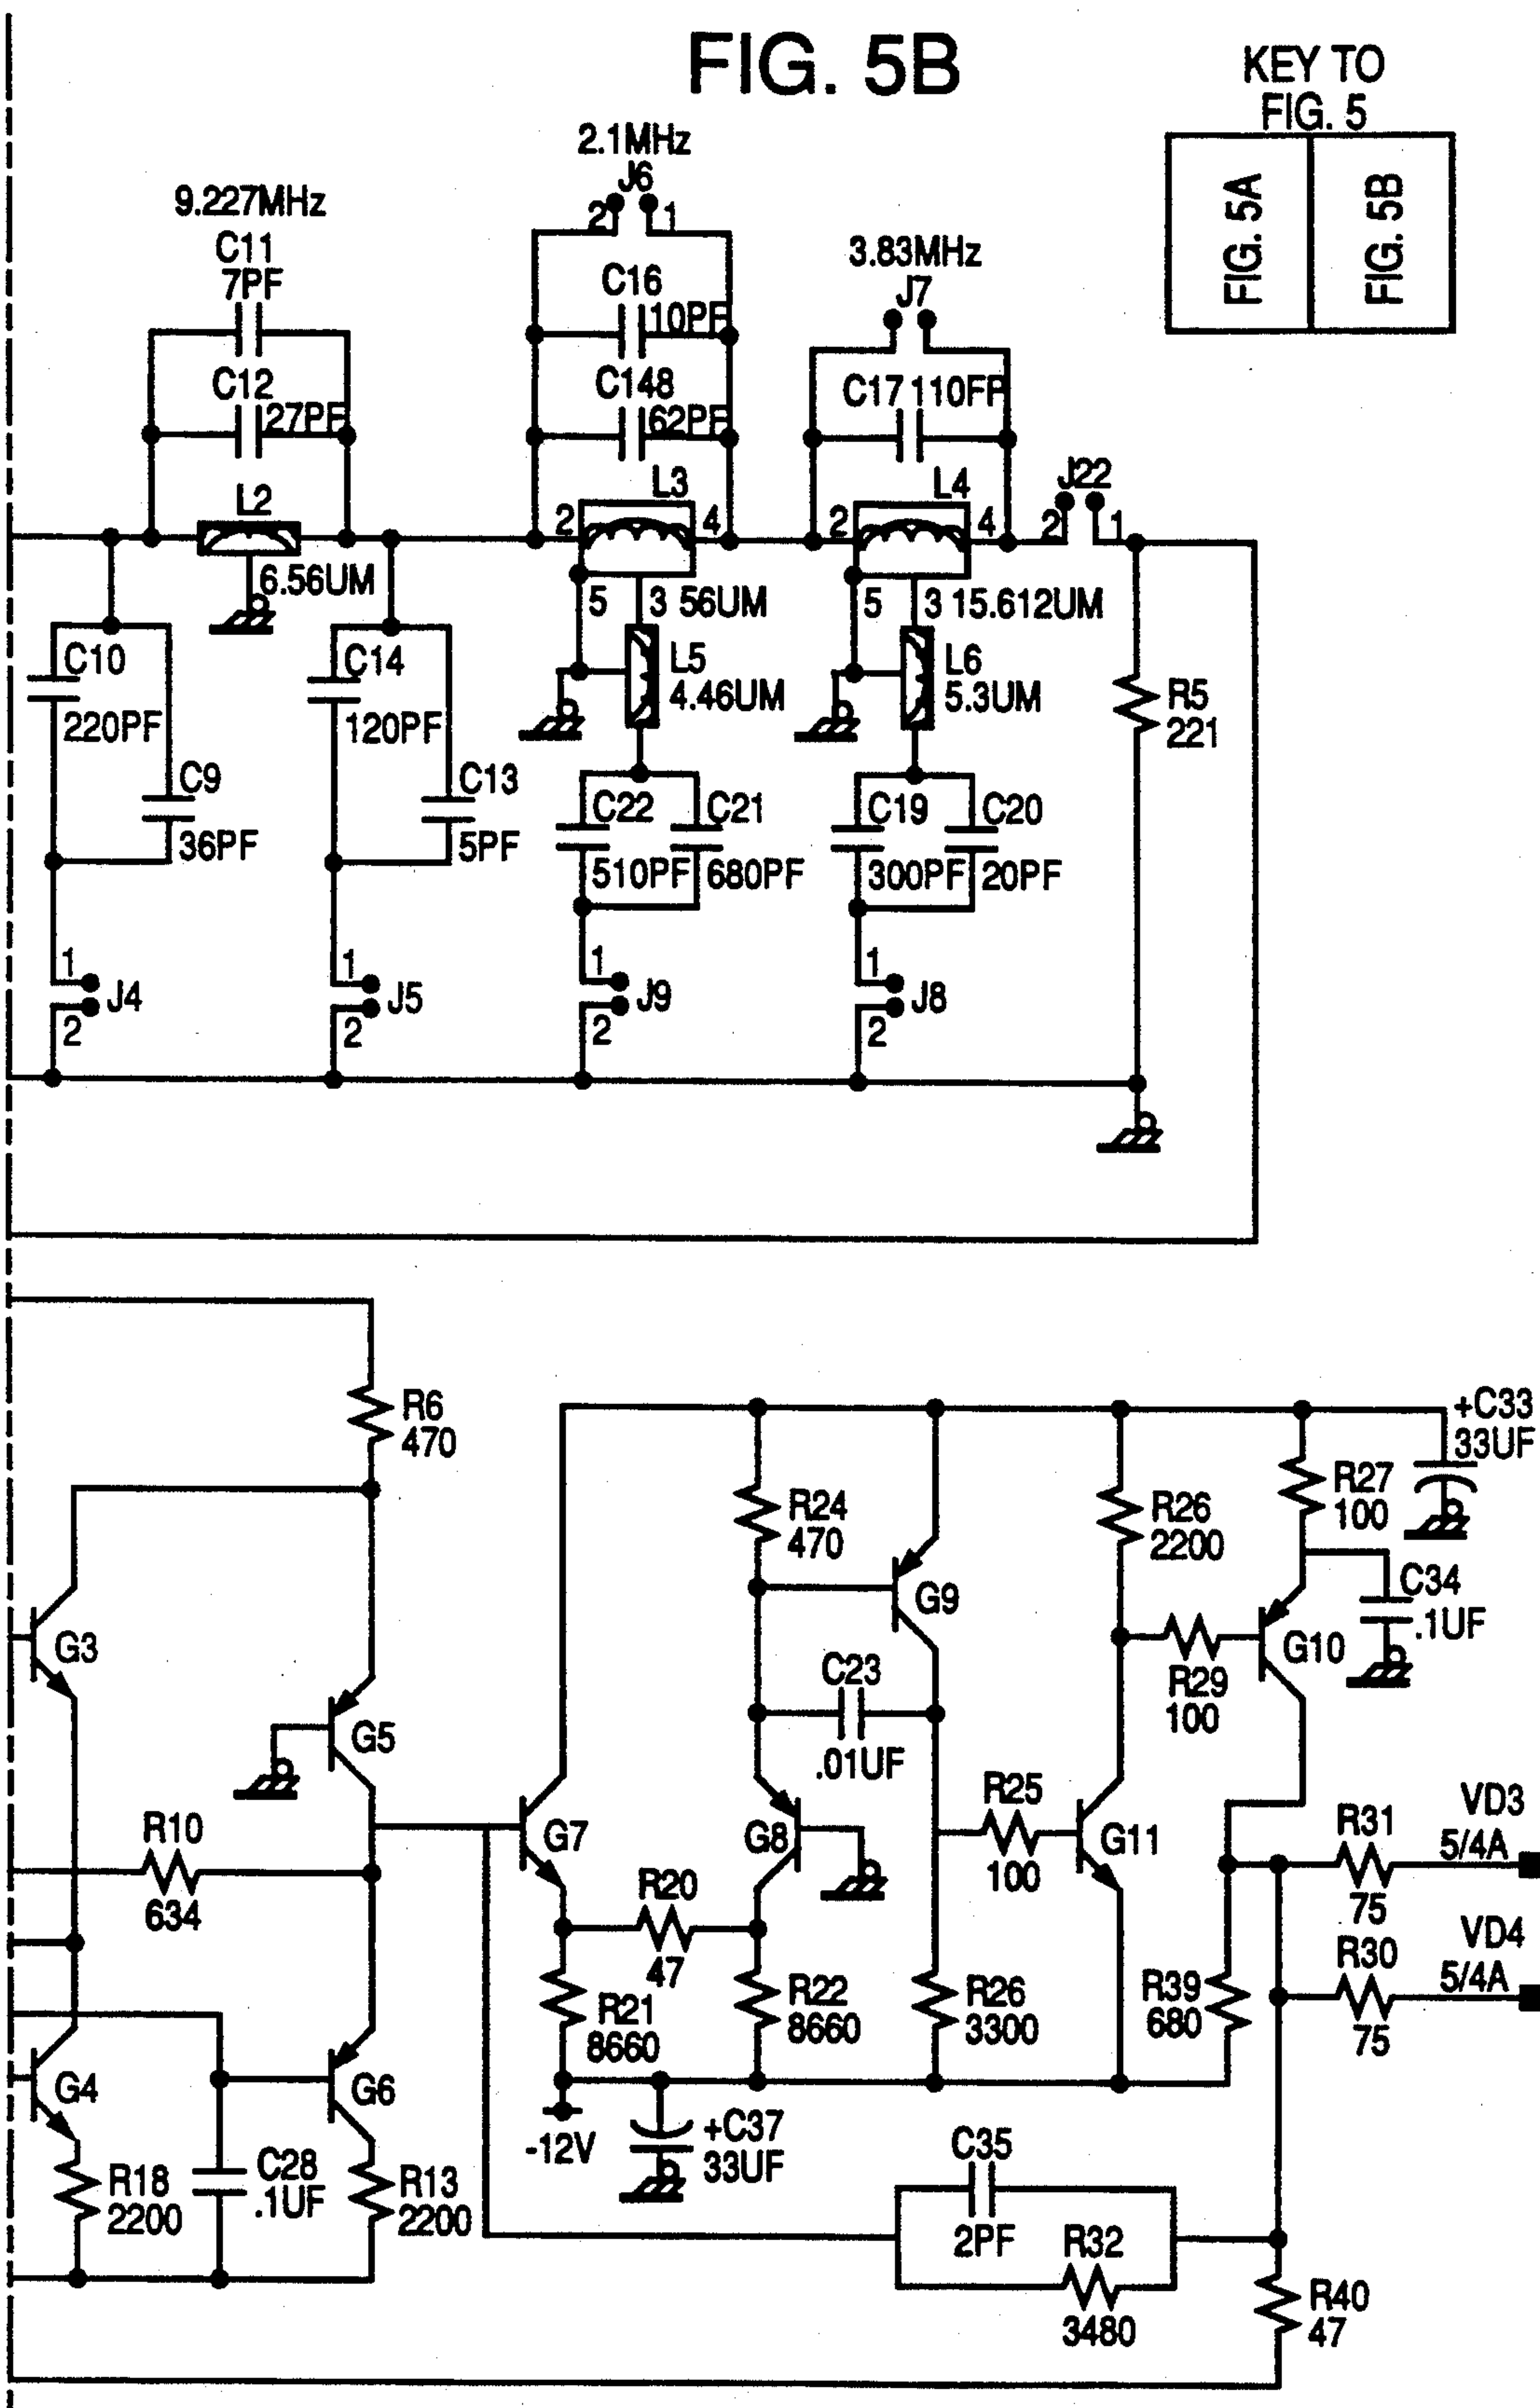 FIG. 5B
KEY TO
FIG. 5
FIG. 5A
FIG. 5B
9.227MHz
C11
7PF
C12
27PF
L2
6.56UM
2.1MHz
J6
2
1
C16
10PF
C148
62PF
L3
2
4
5
3
56UM
3.83MHz
J7
C17
110FP
L4
2
4
5
3
15.612UM
J22
2
1
C10
220PF
C9
36PF
C14
120PF
C13
5PF
L5
4.46UM
L6
5.3UM
R5
221
C22
510PF
C21
680PF
C19
300PF
C20
20PF
1
J4
2
1
J5
2
1
J9
2
1
J8
2
R6
470
G3
G5
R10
634
G4
G6
R18
2200
C28
.1UF
R13
2200
R24
470
G9
C23
.01UF
G7
G8
R20
47
R21
8660
R22
8660
R25
100
G11
R26
3300
R26
2200
R27
100
+C33
33UF
C34
.1UF
R29
100
G10
R31
75
VD3
5/4A
R30
75
VD4
5/4A
R39
680
-12V
+C37
33UF
C35
2PF
R32
3480
R40
47